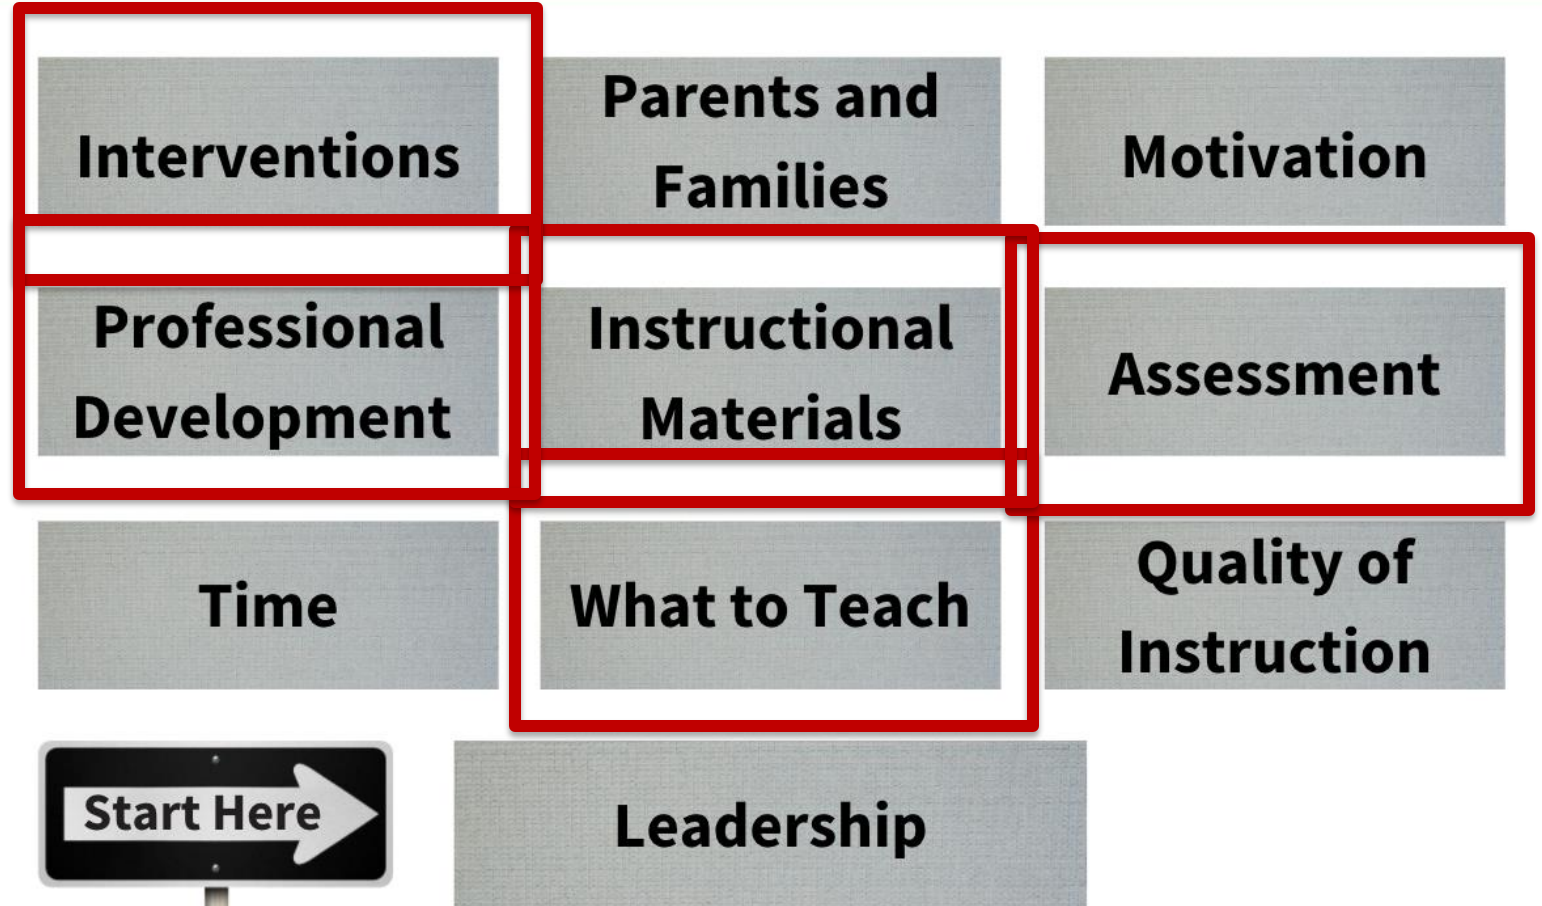 Interventions
Parents and
Families
Motivation
Professional
Development
Instructional
Materials
Assessment
Time
What to Teach
Quality of
Instruction
Start Here
Leadership